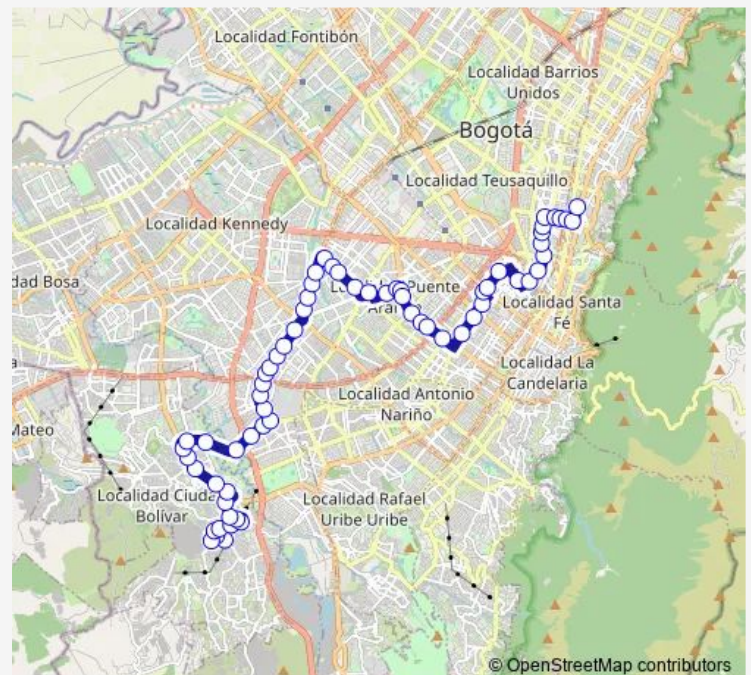 Localidad Fontibón
Localidad Barrios
Unidos
Bogotá
Localidad Teusaquillo
Localidad Kennedy
dad Bosa
Puente
Localidad Santa
Fé
Localidad La
Candelaria
Localidad Antonio
Nariño
Mateo
Localidad Ciuda
Bolívar
Localidad Rafael
Uribe Uribe
© OpenStreetMap contributors